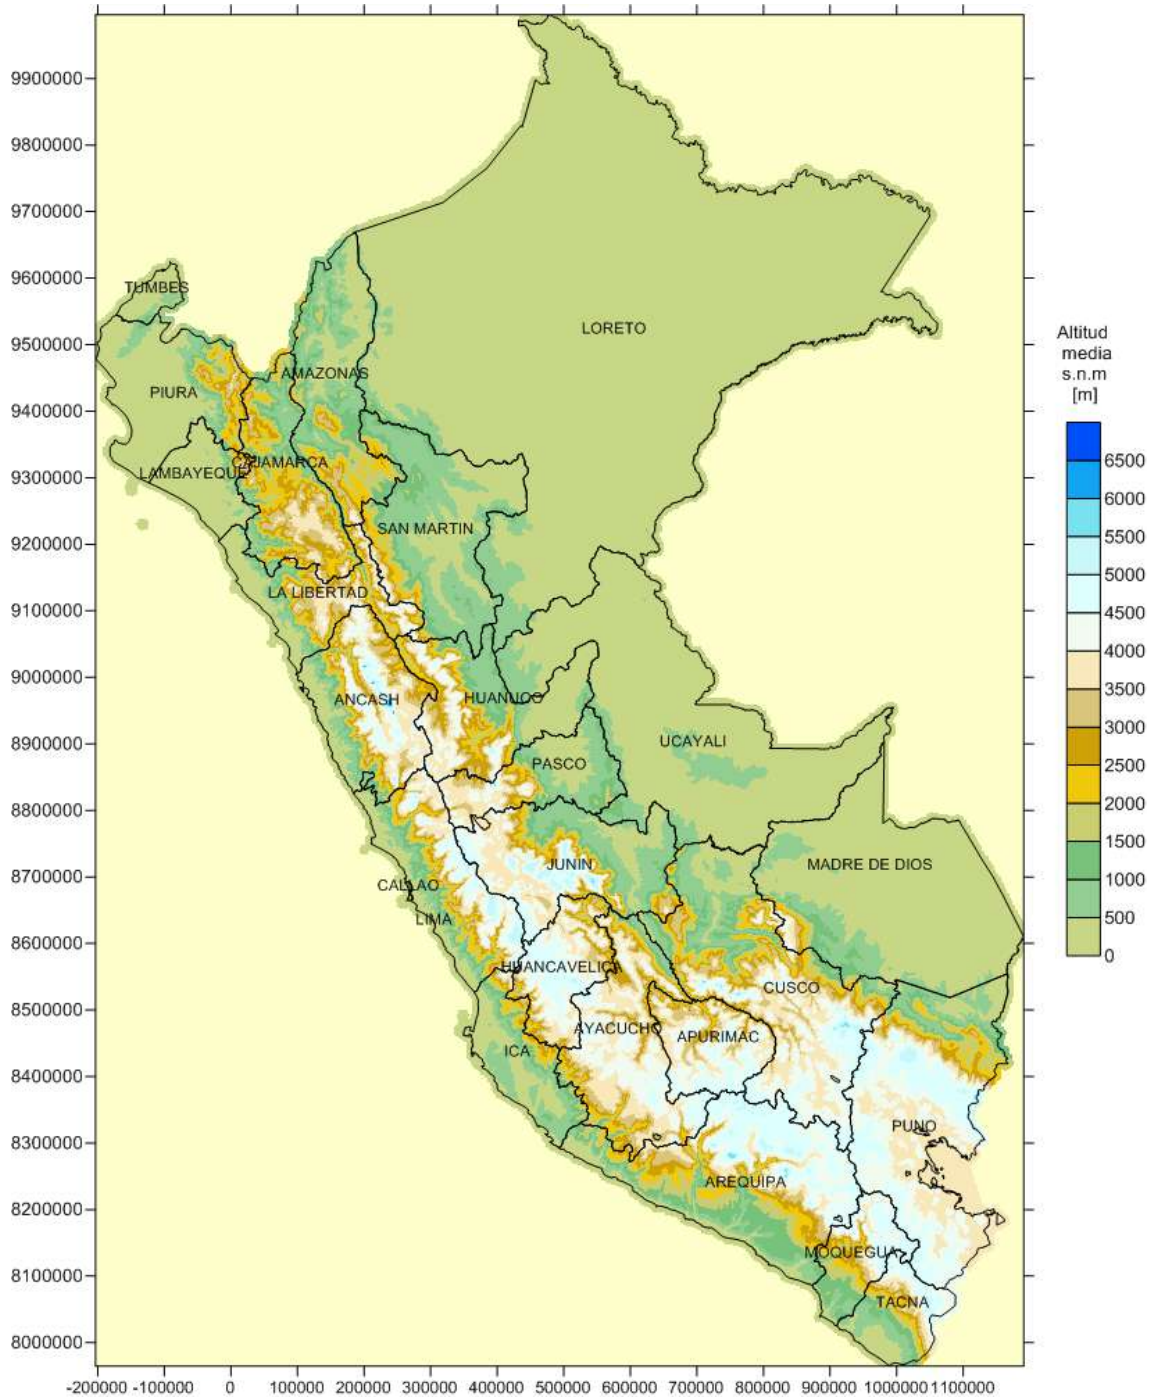 9900000
9800000
9700000
9600000
9500000
9400000
9300000
9200000
9100000
9000000
8900000
8800000
8700000
8600000
8500000
8400000
8300000
8200000
8100000
8000000
-200000 -100000 0 100000 200000 300000 400000 500000 600000 700000 800000 900000 1000000 1100000
TUMBES
LORETO
AMAZONAS
PIURA
CAJAMARCA
LAMBAYEQUE
SAN MARTIN
LA LIBERTAD
HUANUCO
ANCASH
UCAYALI
PASCO
JUNIN
MADRE DE DIOS
CALLAO
LIMA
HUANCAVELICA
CUSCO
AYACUCHO
APURIMAC
ICA
PUNO
AREQUIPA
MOQUEGUA
TACNA
Altitud
media
s.n.m
[m]
6500
6000
5500
5000
4500
4000
3500
3000
2500
2000
1500
1000
500
0